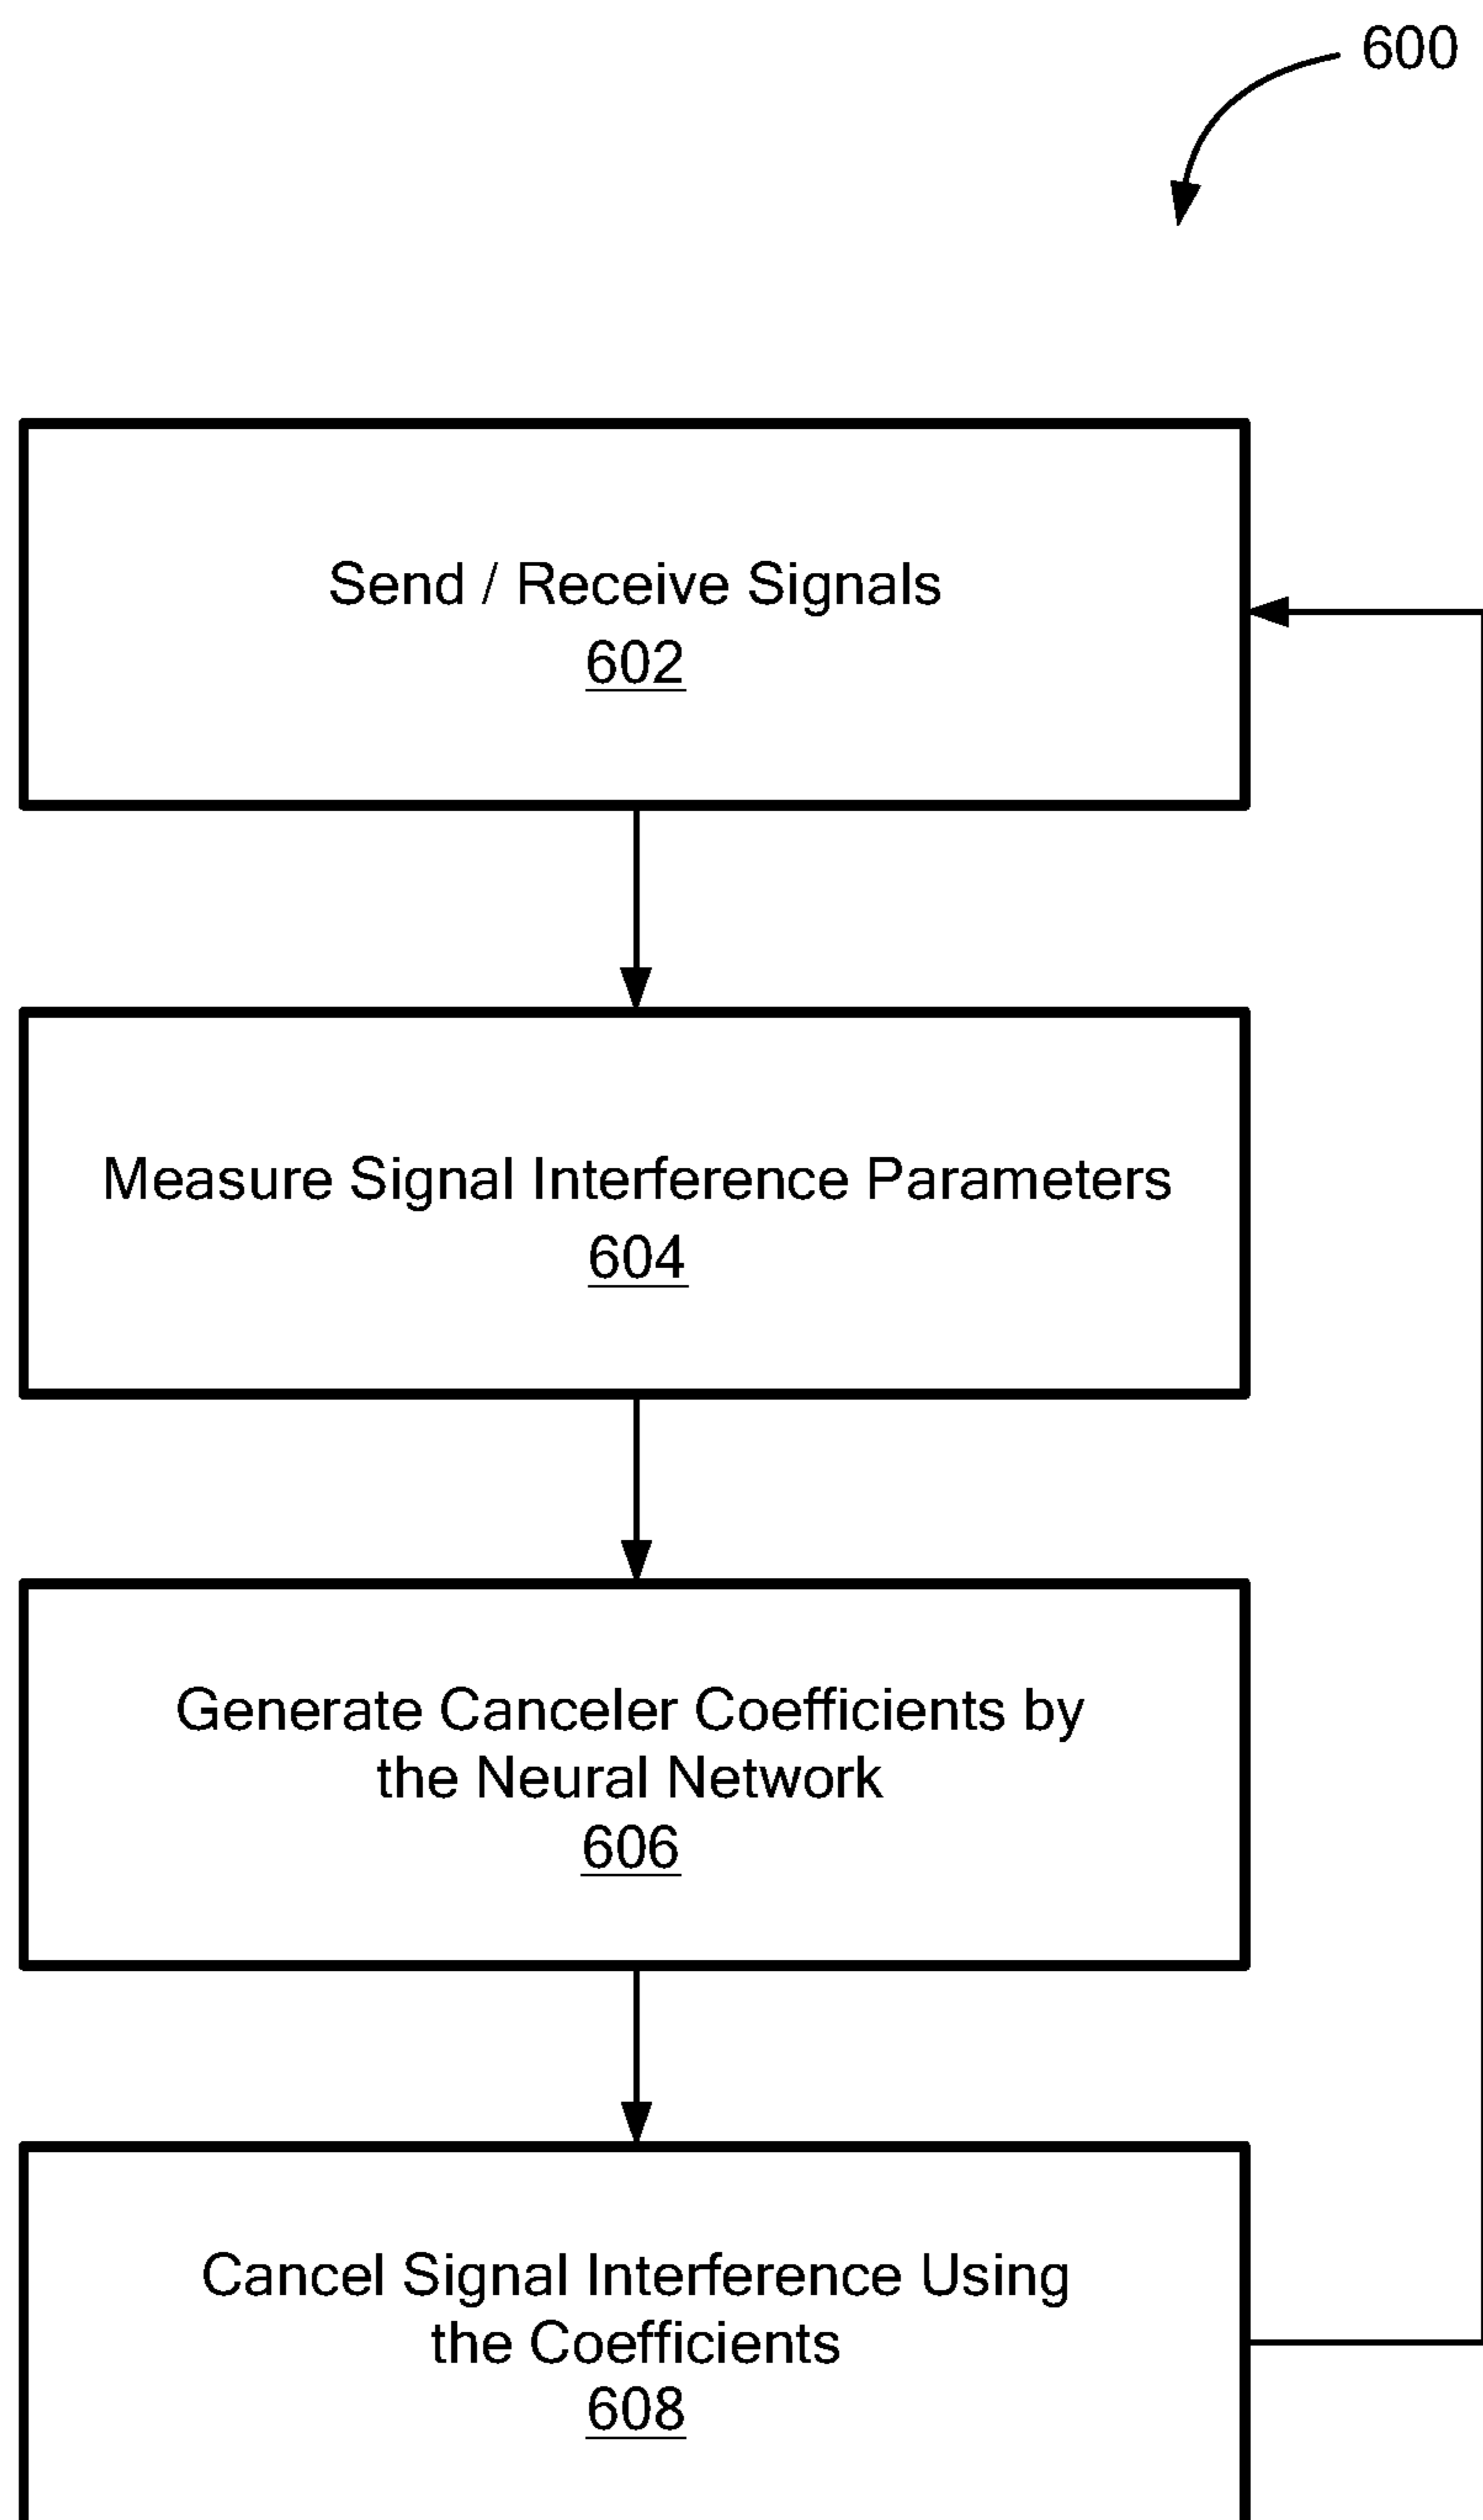 600
Send / Receive Signals
602
Measure Signal Interference Parameters
604
Generate Canceler Coefficients by
the Neural Network
606
Cancel Signal Interference Using
the Coefficients
608